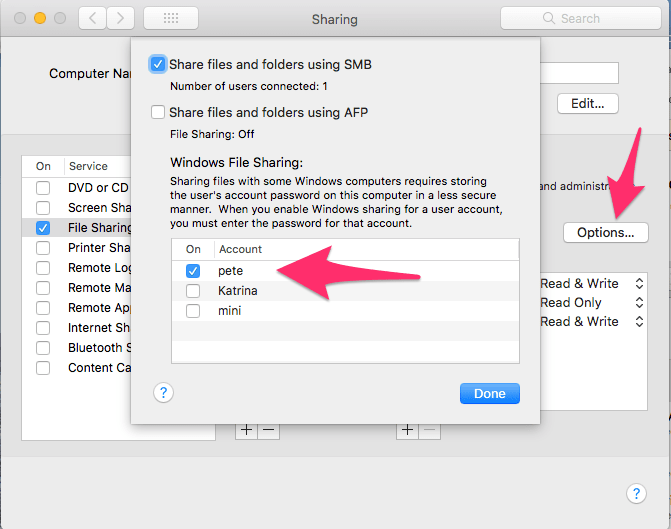 Sharing
Search
Share files and folders using SMB
Computer Na
Number of users connected: 1
Edit...
Share files and folders using AFP
File Sharing: Off
Windows File Sharing:
Sharing files with some Windows computers requires storing
the user's account password on this computer in a less secure
manner. When you enable Windows sharing for a user account,
you must enter the password for that account.
On Account
pete
Katrina
mini
? Done
On Service
DVD or CD
Screen Sha
File Sharing
Printer Sha
Remote Log
Remote Ma
Remote App
Internet Sh
Bluetooth S
Content Ca
and administr
Options...
Read & Write
Read Only
Read & Write
+ − + −
?